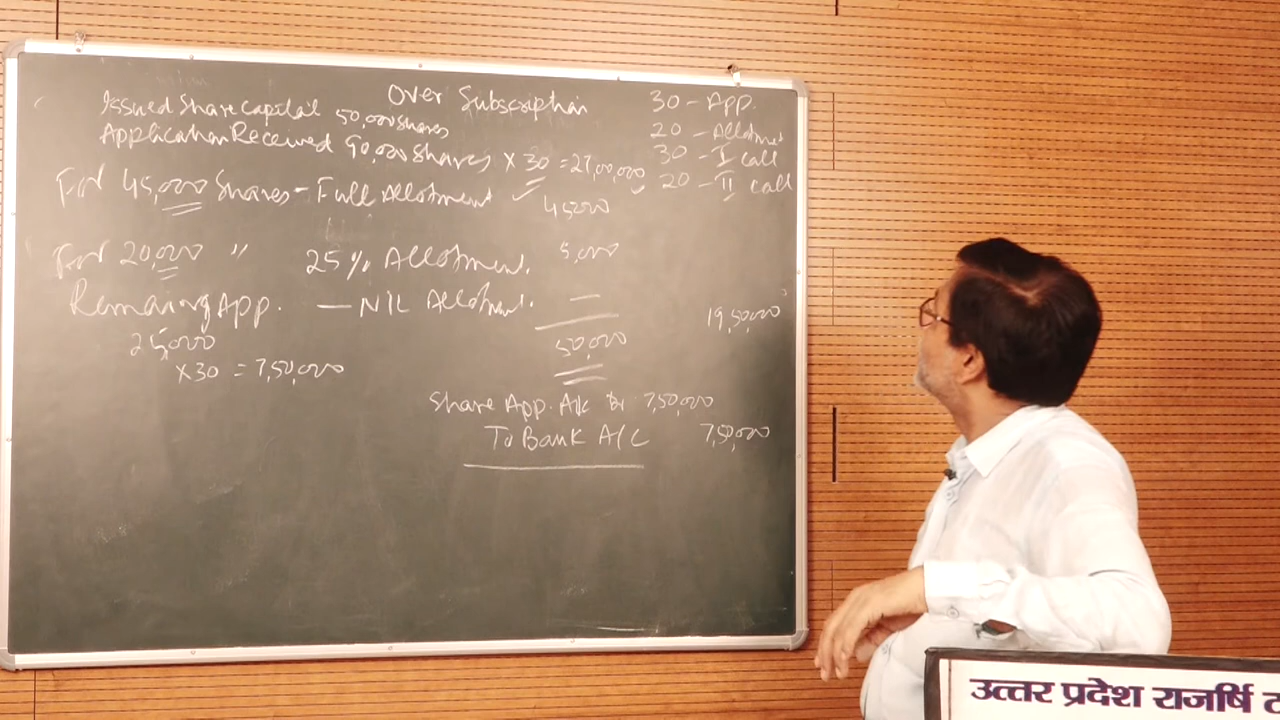 Over Subscription
Issued Share Capital 50,000 shares
Application Received 90,000 Shares × 30 = 27,00,000
For 45,000 Shares - Full Allotment ✓ 45000
For 20,000 " 25% Allotment. 5,000
Remaining App. — NIL Allotment. —
25,000
50,000
× 30 = 7,50,000
30 - App.
20 - Allotment
30 - I call
20 - II call
19,50,000
Share App. A/c Dr 7,50,000
To Bank A/C 7,50,000
उत्तर प्रदेश राजर्षि